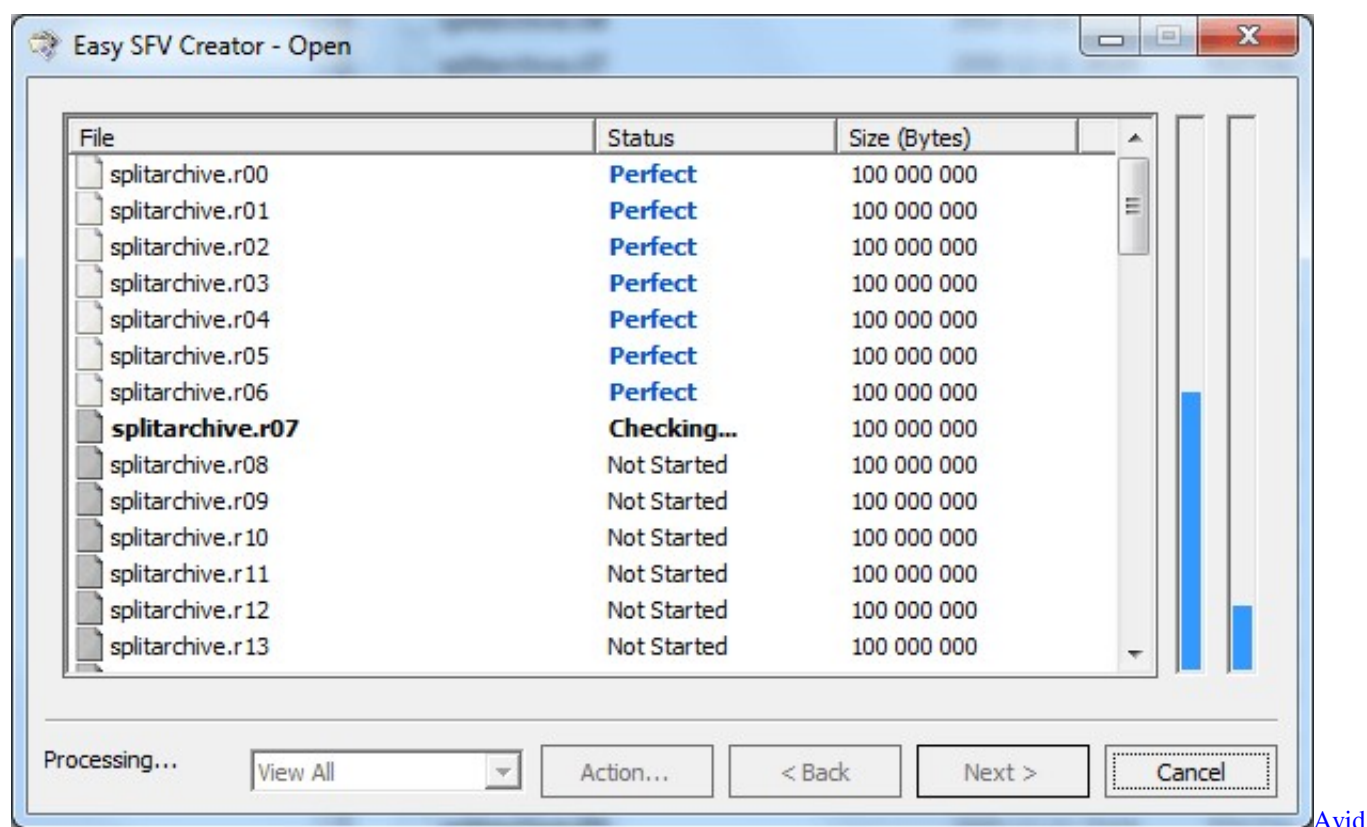 Easy SFV Creator - Open
File Status Size (Bytes)
splitarchive.r00 Perfect 100 000 000
splitarchive.r01 Perfect 100 000 000
splitarchive.r02 Perfect 100 000 000
splitarchive.r03 Perfect 100 000 000
splitarchive.r04 Perfect 100 000 000
splitarchive.r05 Perfect 100 000 000
splitarchive.r06 Perfect 100 000 000
splitarchive.r07 Checking... 100 000 000
splitarchive.r08 Not Started 100 000 000
splitarchive.r09 Not Started 100 000 000
splitarchive.r10 Not Started 100 000 000
splitarchive.r11 Not Started 100 000 000
splitarchive.r12 Not Started 100 000 000
splitarchive.r13 Not Started 100 000 000
Processing... View All Action... < Back Next > Cancel
Avid